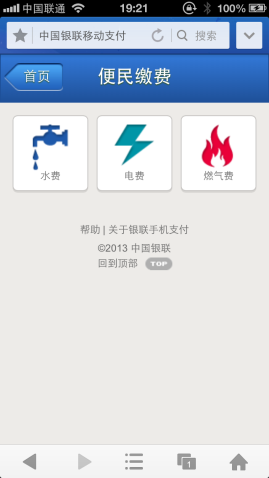 中国联通 19:21 100%
中国银联移动支付 搜索
首页 便民缴费
水费 电费 燃气费
帮助 | 关于银联手机支付
©2013 中国银联
回到顶部 TOP
1